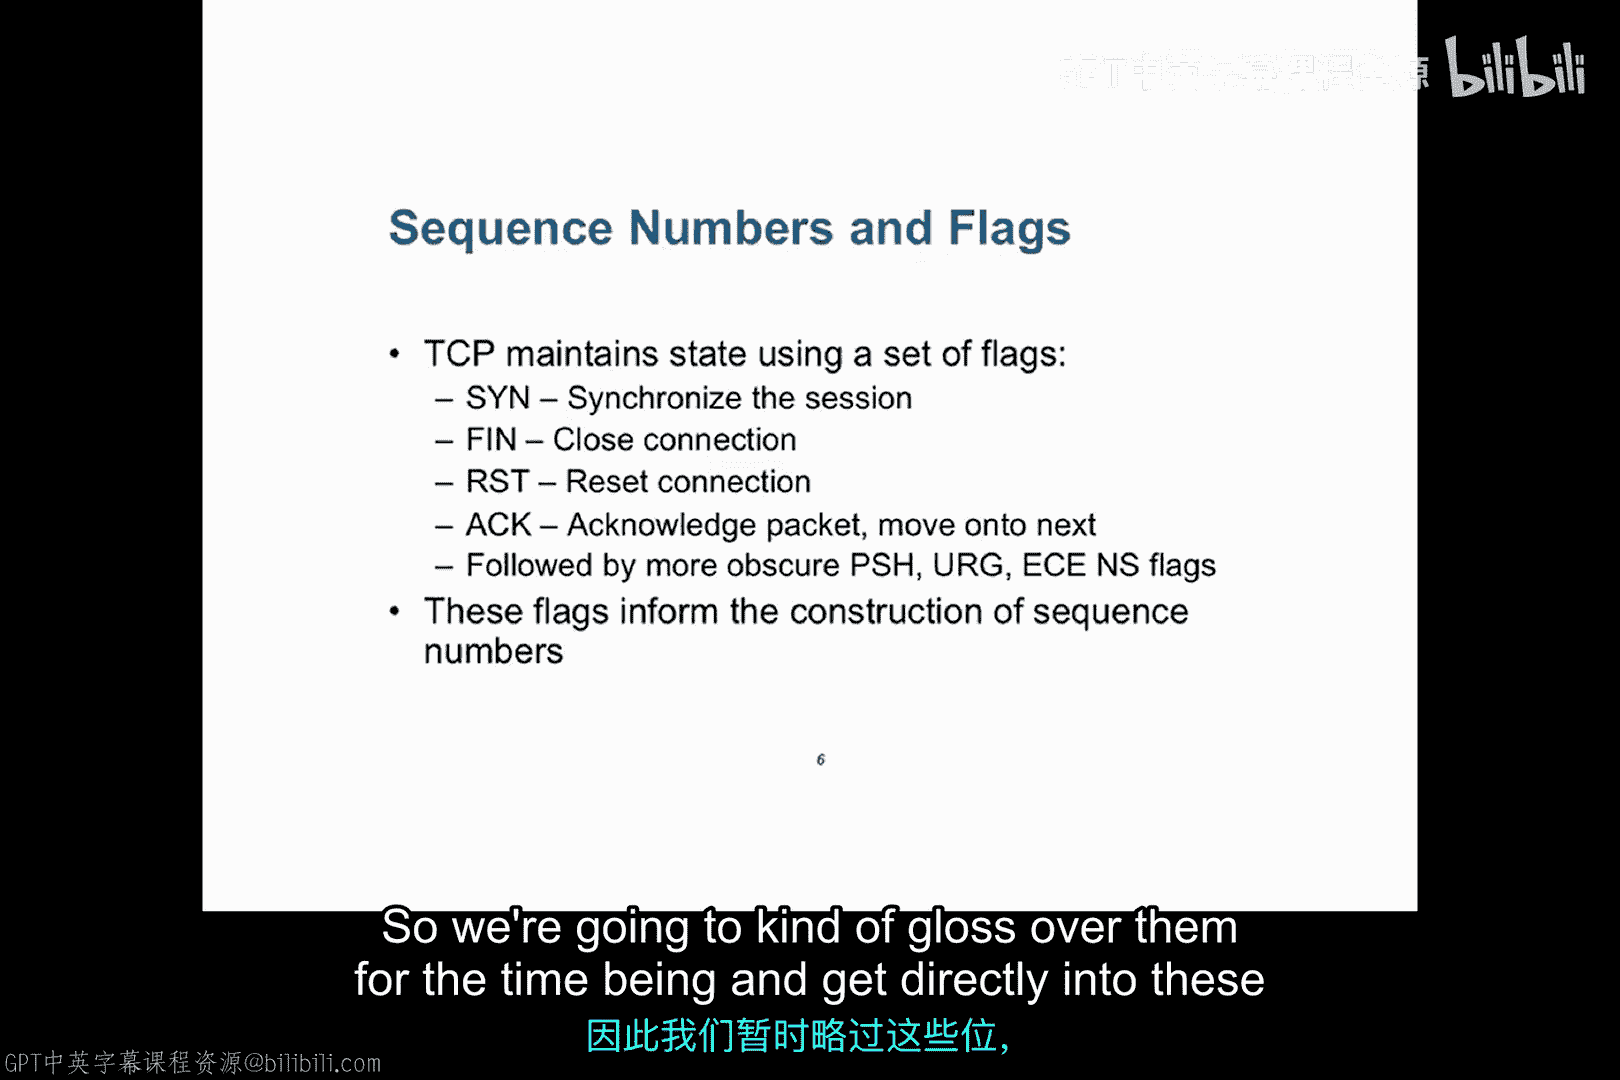 bilibili
Sequence Numbers and Flags
• TCP maintains state using a set of flags:
– SYN – Synchronize the session
– FIN – Close connection
– RST – Reset connection
– ACK – Acknowledge packet, move onto next
– Followed by more obscure PSH, URG, ECE NS flags
• These flags inform the construction of sequence
numbers
6
So we're going to kind of gloss over them
for the time being and get directly into these
因此我们暂时略过这些位,
GPT中英字幕课程资源@bilibili.com